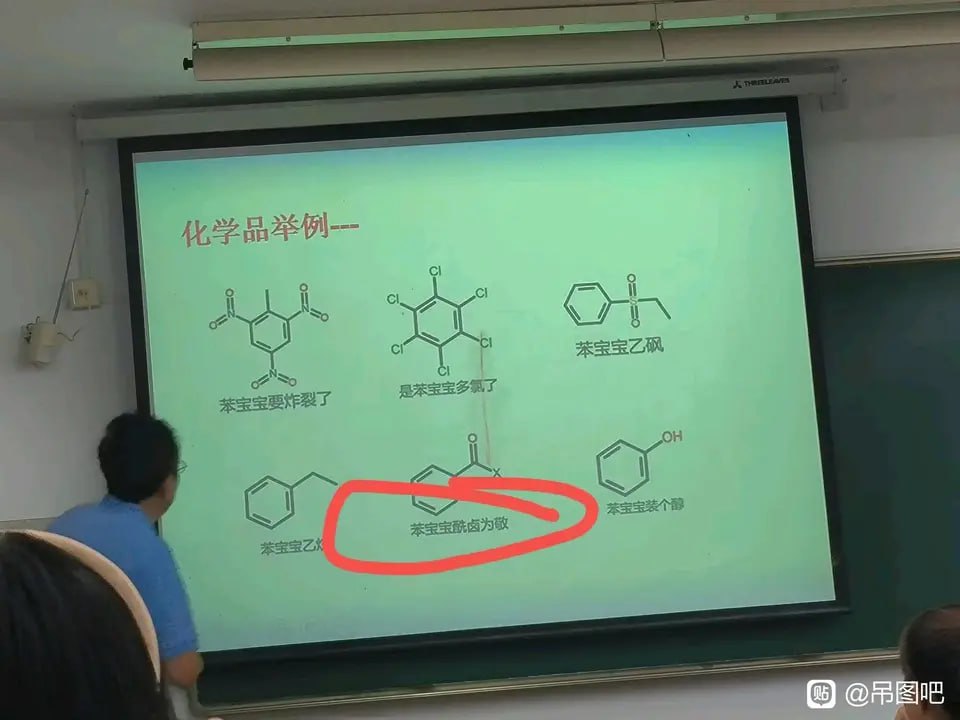 THREELEAVES
化学品举例---
Cl
Cl Cl
Cl Cl
Cl
O
S
O
苯宝宝乙砜
O O
N N
O O
N
O O
苯宝宝要炸裂了
是苯宝宝多氯了
O
X
OH
苯宝宝乙
苯宝宝酰卤为敬
苯宝宝装个醇
贴 @吊图吧